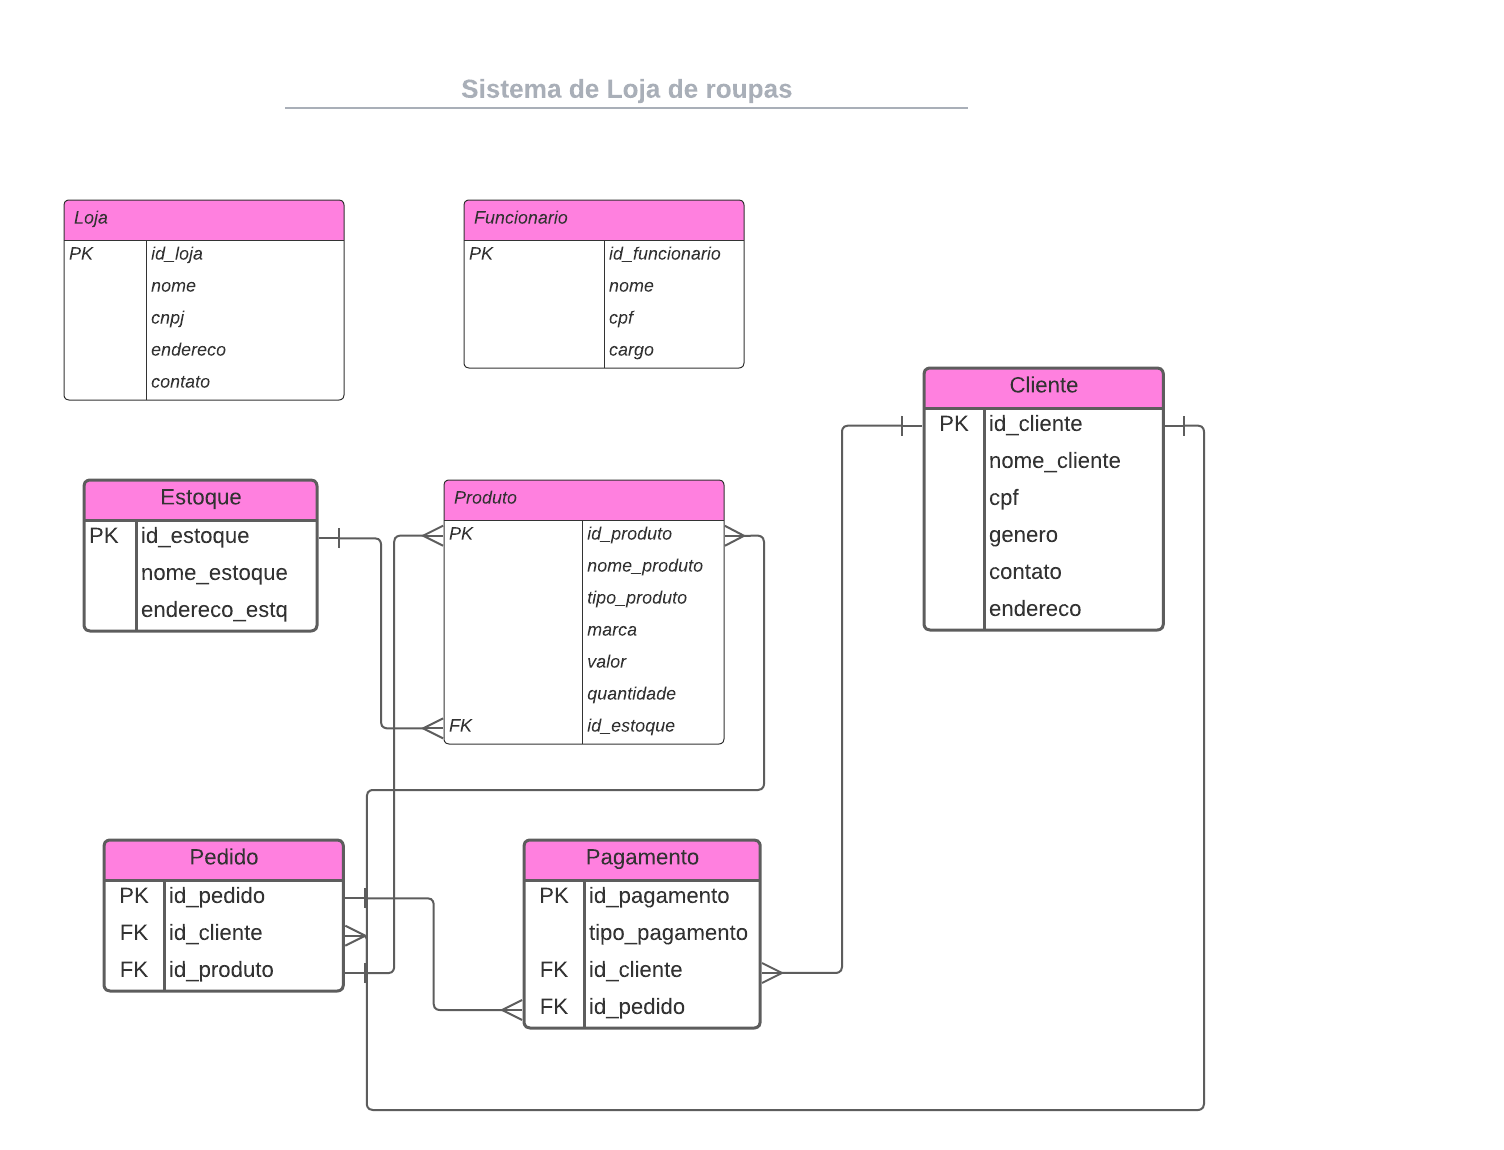 Sistema de Loja de roupas
Loja
PK id_loja
nome
cnpj
endereco
contato
Funcionario
PK id_funcionario
nome
cpf
cargo
Cliente
PK id_cliente
nome_cliente
cpf
genero
contato
endereco
Estoque
PK id_estoque
nome_estoque
endereco_estq
Produto
PK id_produto
nome_produto
tipo_produto
marca
valor
quantidade
FK id_estoque
Pedido
PK id_pedido
FK id_cliente
FK id_produto
Pagamento
PK id_pagamento
tipo_pagamento
FK id_cliente
FK id_pedido